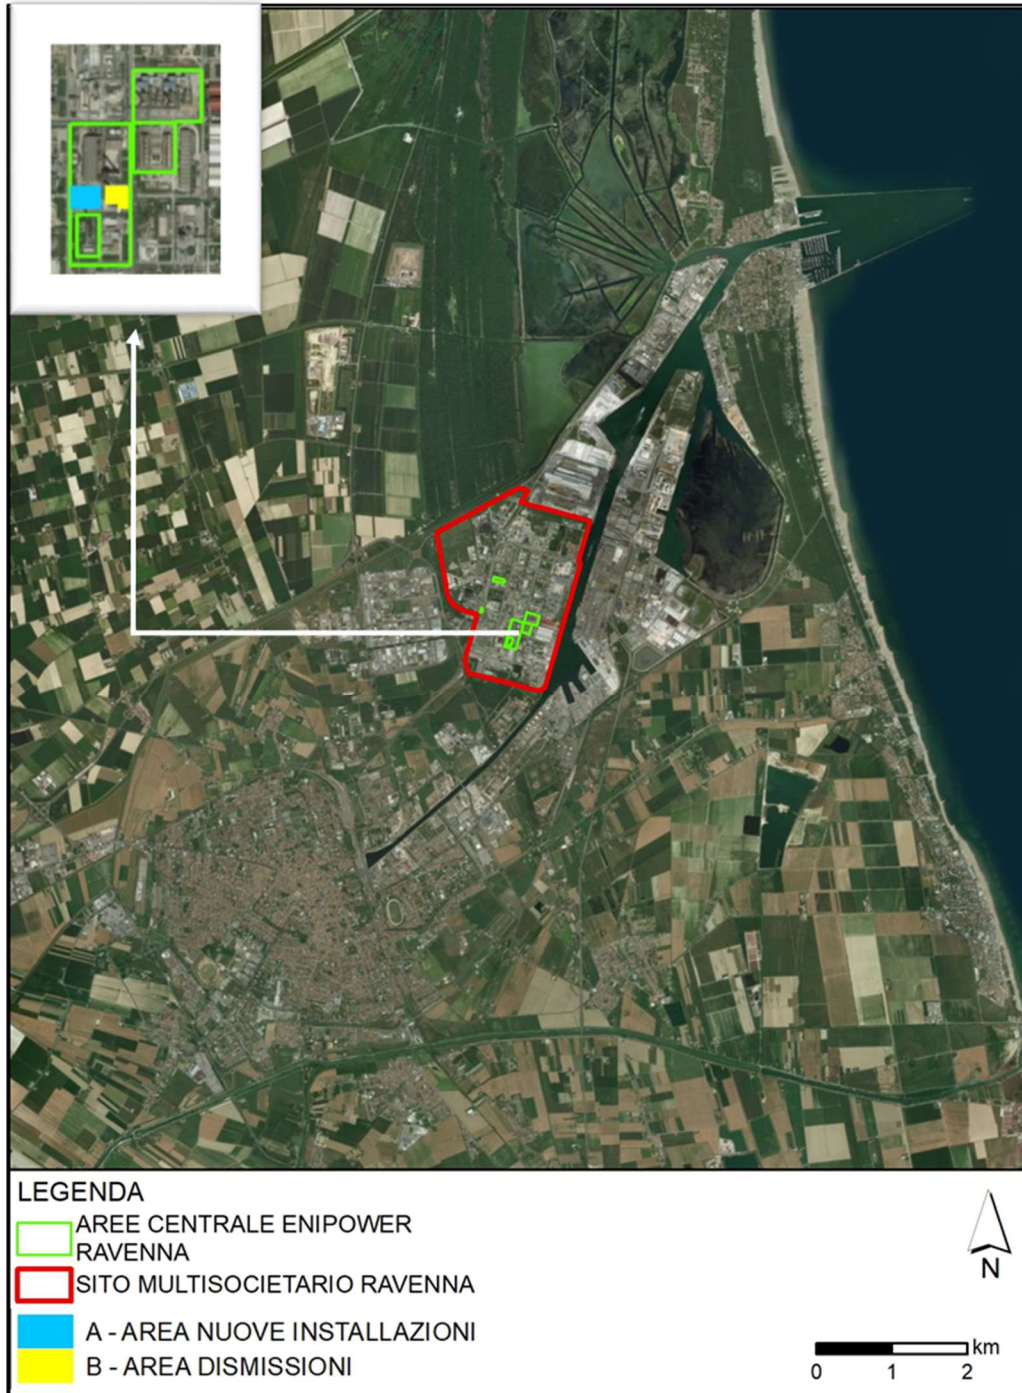 LEGENDA
AREE CENTRALE ENIPOWER
RAVENNA
SITO MULTISOCIETARIO RAVENNA
A - AREA NUOVE INSTALLAZIONI
B - AREA DISMISSIONI
N
km
0 1 2